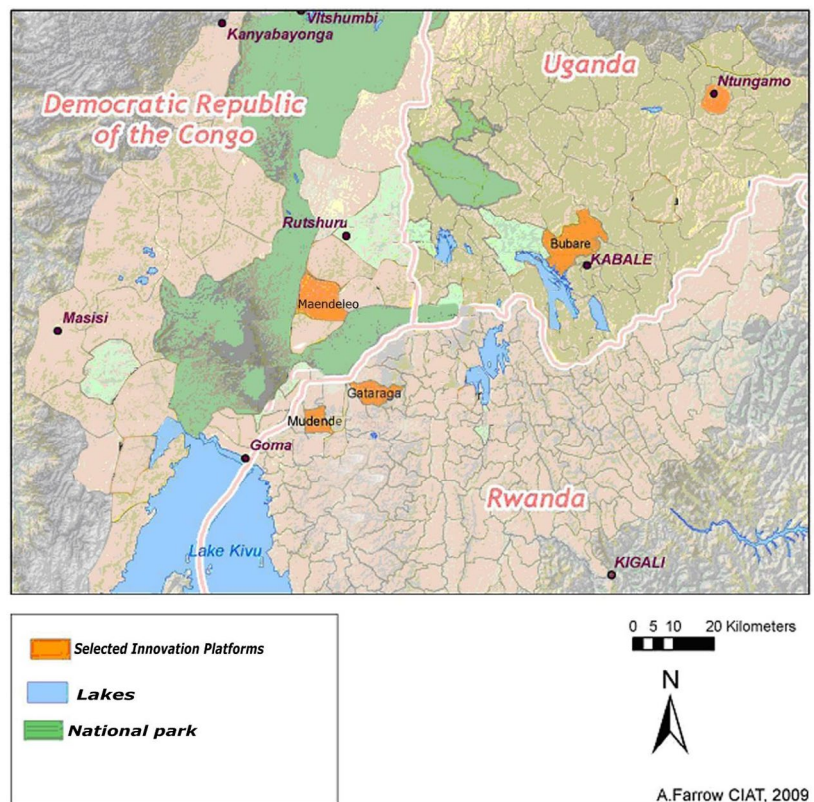 Vitshumbi
Kanyabayonga
Uganda
Ntungamo
Democratic Republic
of the Congo
Rutshuru
Bubare
KABALE
Maendeleo
Masisi
Gataraga
Mudende
Goma
Rwanda
Lake Kivu
KIGALI
0 5 10 20 Kilometers
Selected Innovation Platforms
Lakes
National park
N
A.Farrow CIAT, 2009